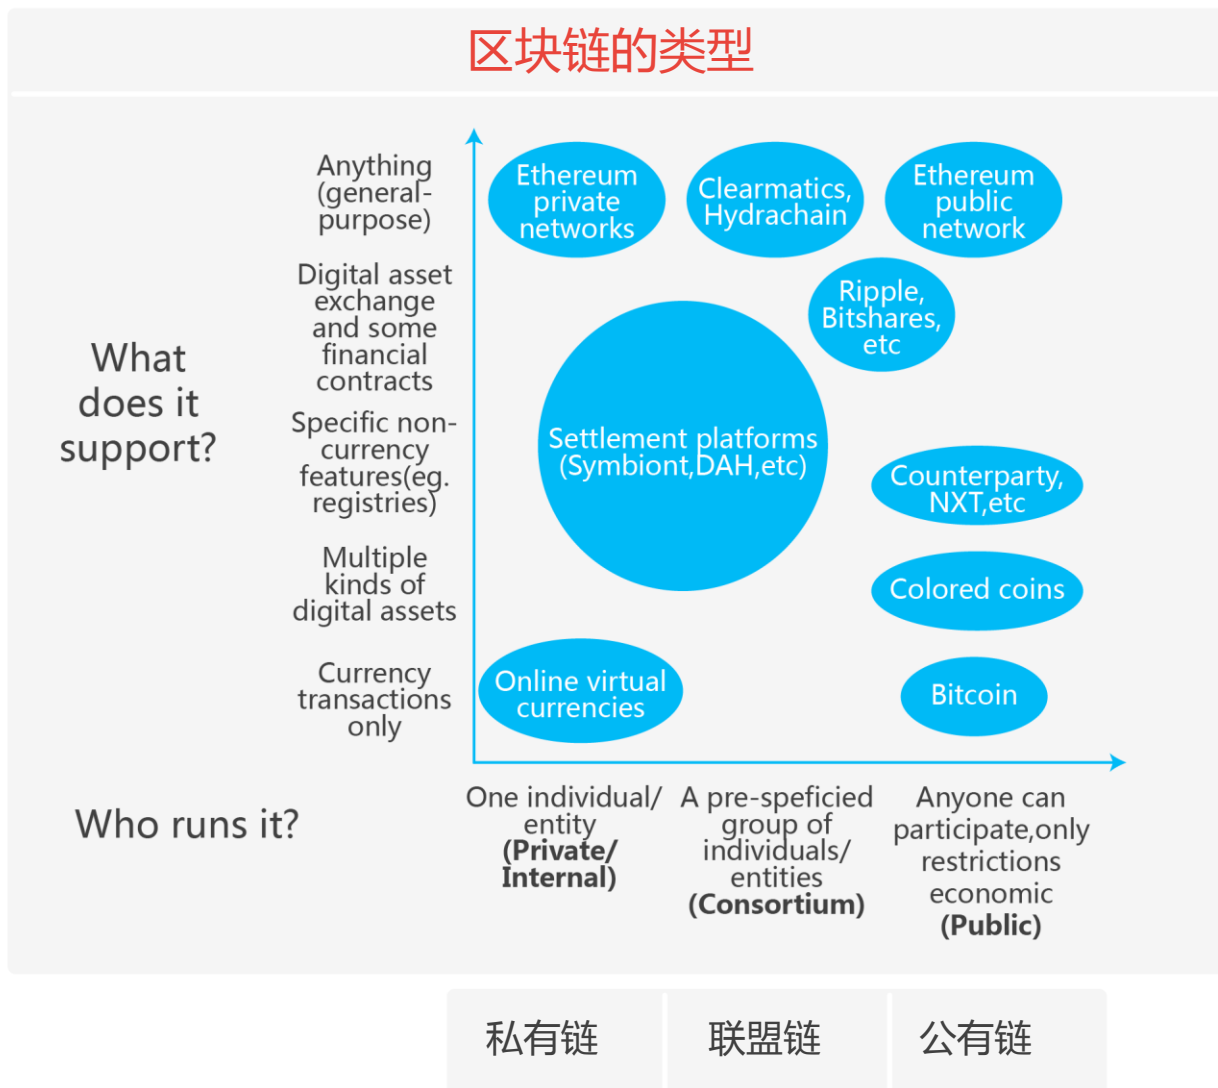 区块链的类型
Anything
(general-
purpose)
Ethereum
private
networks
Clearmatics,
Hydrachain
Ethereum
public
network
Digital asset
exchange
and some
financial
contracts
Ripple,
Bitshares,
etc
What
does it
support?
Specific non-
currency
features(eg.
registries)
Settlement platforms
(Symbiont,DAH,etc)
Counterparty,
NXT,etc
Multiple
kinds of
digital assets
Colored coins
Currency
transactions
only
Online virtual
currencies
Bitcoin
Who runs it?
One individual/
entity
(Private/
Internal)
A pre-speficied
group of
individuals/
entities
(Consortium)
Anyone can
participate,only
restrictions
economic
(Public)
私有链
联盟链
公有链